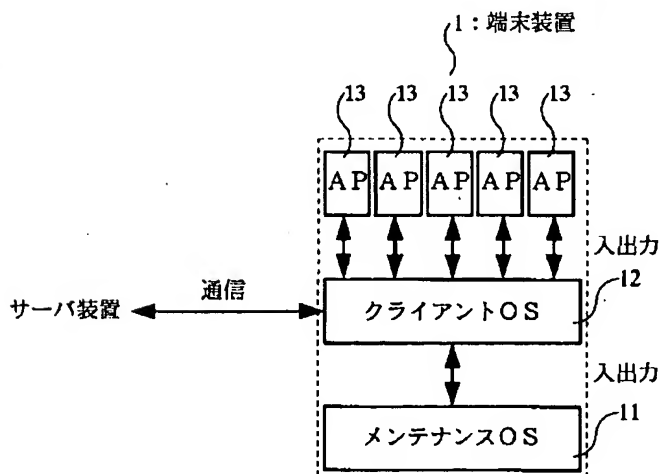 1：端末装置
13 13 13 13 13
AP AP AP AP AP
入出力
通信
サーバ装置
クライアントOS
12
入出力
メンテナンスOS
11